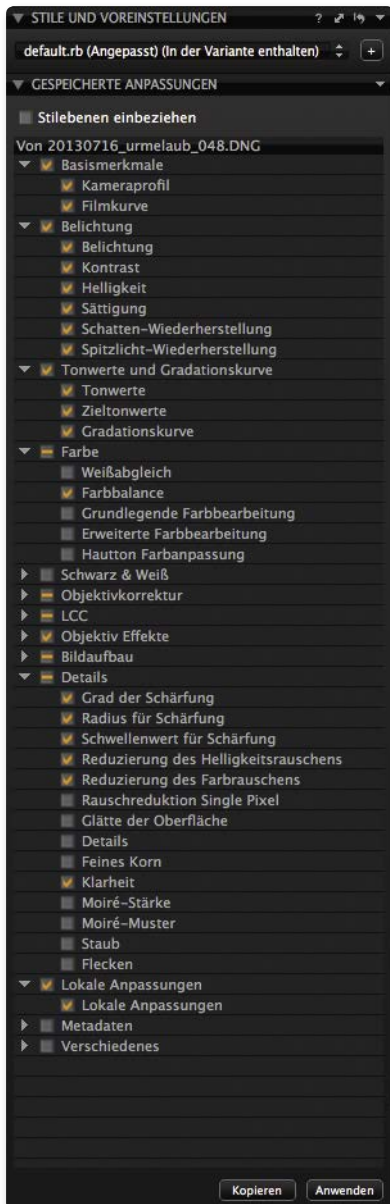 STILE UND VOREINSTELLUNGEN ?
default.rb (Angepasst) (In der Variante enthalten) +
GESPEICHERTE ANPASSUNGEN
Stilebenen einbeziehen
Von 20130716_urmelaub_048.DNG
Basismerkmale
Kameraprofil
Filmkurve
Belichtung
Belichtung
Kontrast
Helligkeit
Sättigung
Schatten-Wiederherstellung
Spitzlicht-Wiederherstellung
Tonwerte und Gradationskurve
Tonwerte
Zieltonwerte
Gradationskurve
Farbe
Weißabgleich
Farbbalance
Grundlegende Farbbearbeitung
Erweiterte Farbbearbeitung
Hautton Farbanpassung
Schwarz & Weiß
Objektivkorrektur
LCC
Objektiv Effekte
Bildaufbau
Details
Grad der Schärfung
Radius für Schärfung
Schwellenwert für Schärfung
Reduzierung des Helligkeitsrauschens
Reduzierung des Farbrauschens
Rauschreduktion Single Pixel
Glätte der Oberfläche
Details
Feines Korn
Klarheit
Moiré-Stärke
Moiré-Muster
Staub
Flecken
Lokale Anpassungen
Lokale Anpassungen
Metadaten
Verschiedenes
Kopieren Anwenden